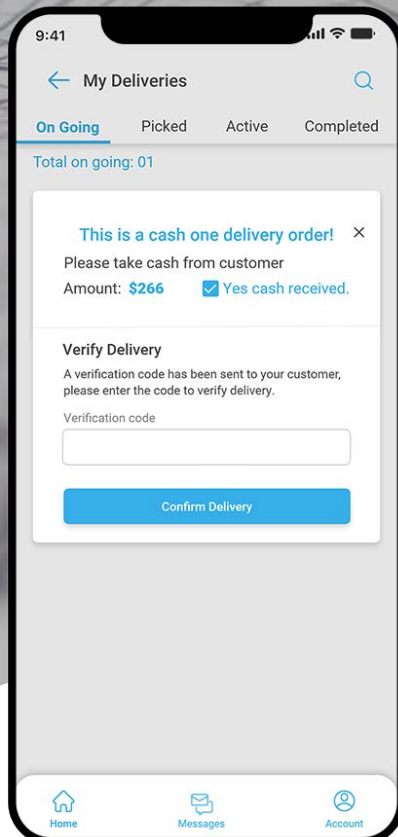 9:41
My Deliveries
On Going Picked Active Completed
Total on going: 01
This is a cash one delivery order!
Please take cash from customer
Amount: $266 Yes cash received.
Verify Delivery
A verification code has been sent to your customer,
please enter the code to verify delivery.
Verification code
Confirm Delivery
Home Messages Account